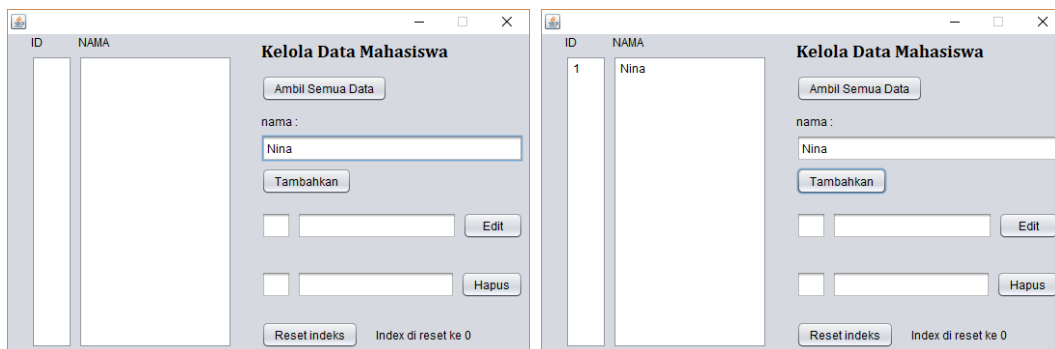 ID NAMA
Kelola Data Mahasiswa
Ambil Semua Data
nama :
Nina
Tambahkan
Edit
Hapus
Reset indeks Index di reset ke 0
ID NAMA
1 Nina
Kelola Data Mahasiswa
Ambil Semua Data
nama :
Nina
Tambahkan
Edit
Hapus
Reset indeks Index di reset ke 0